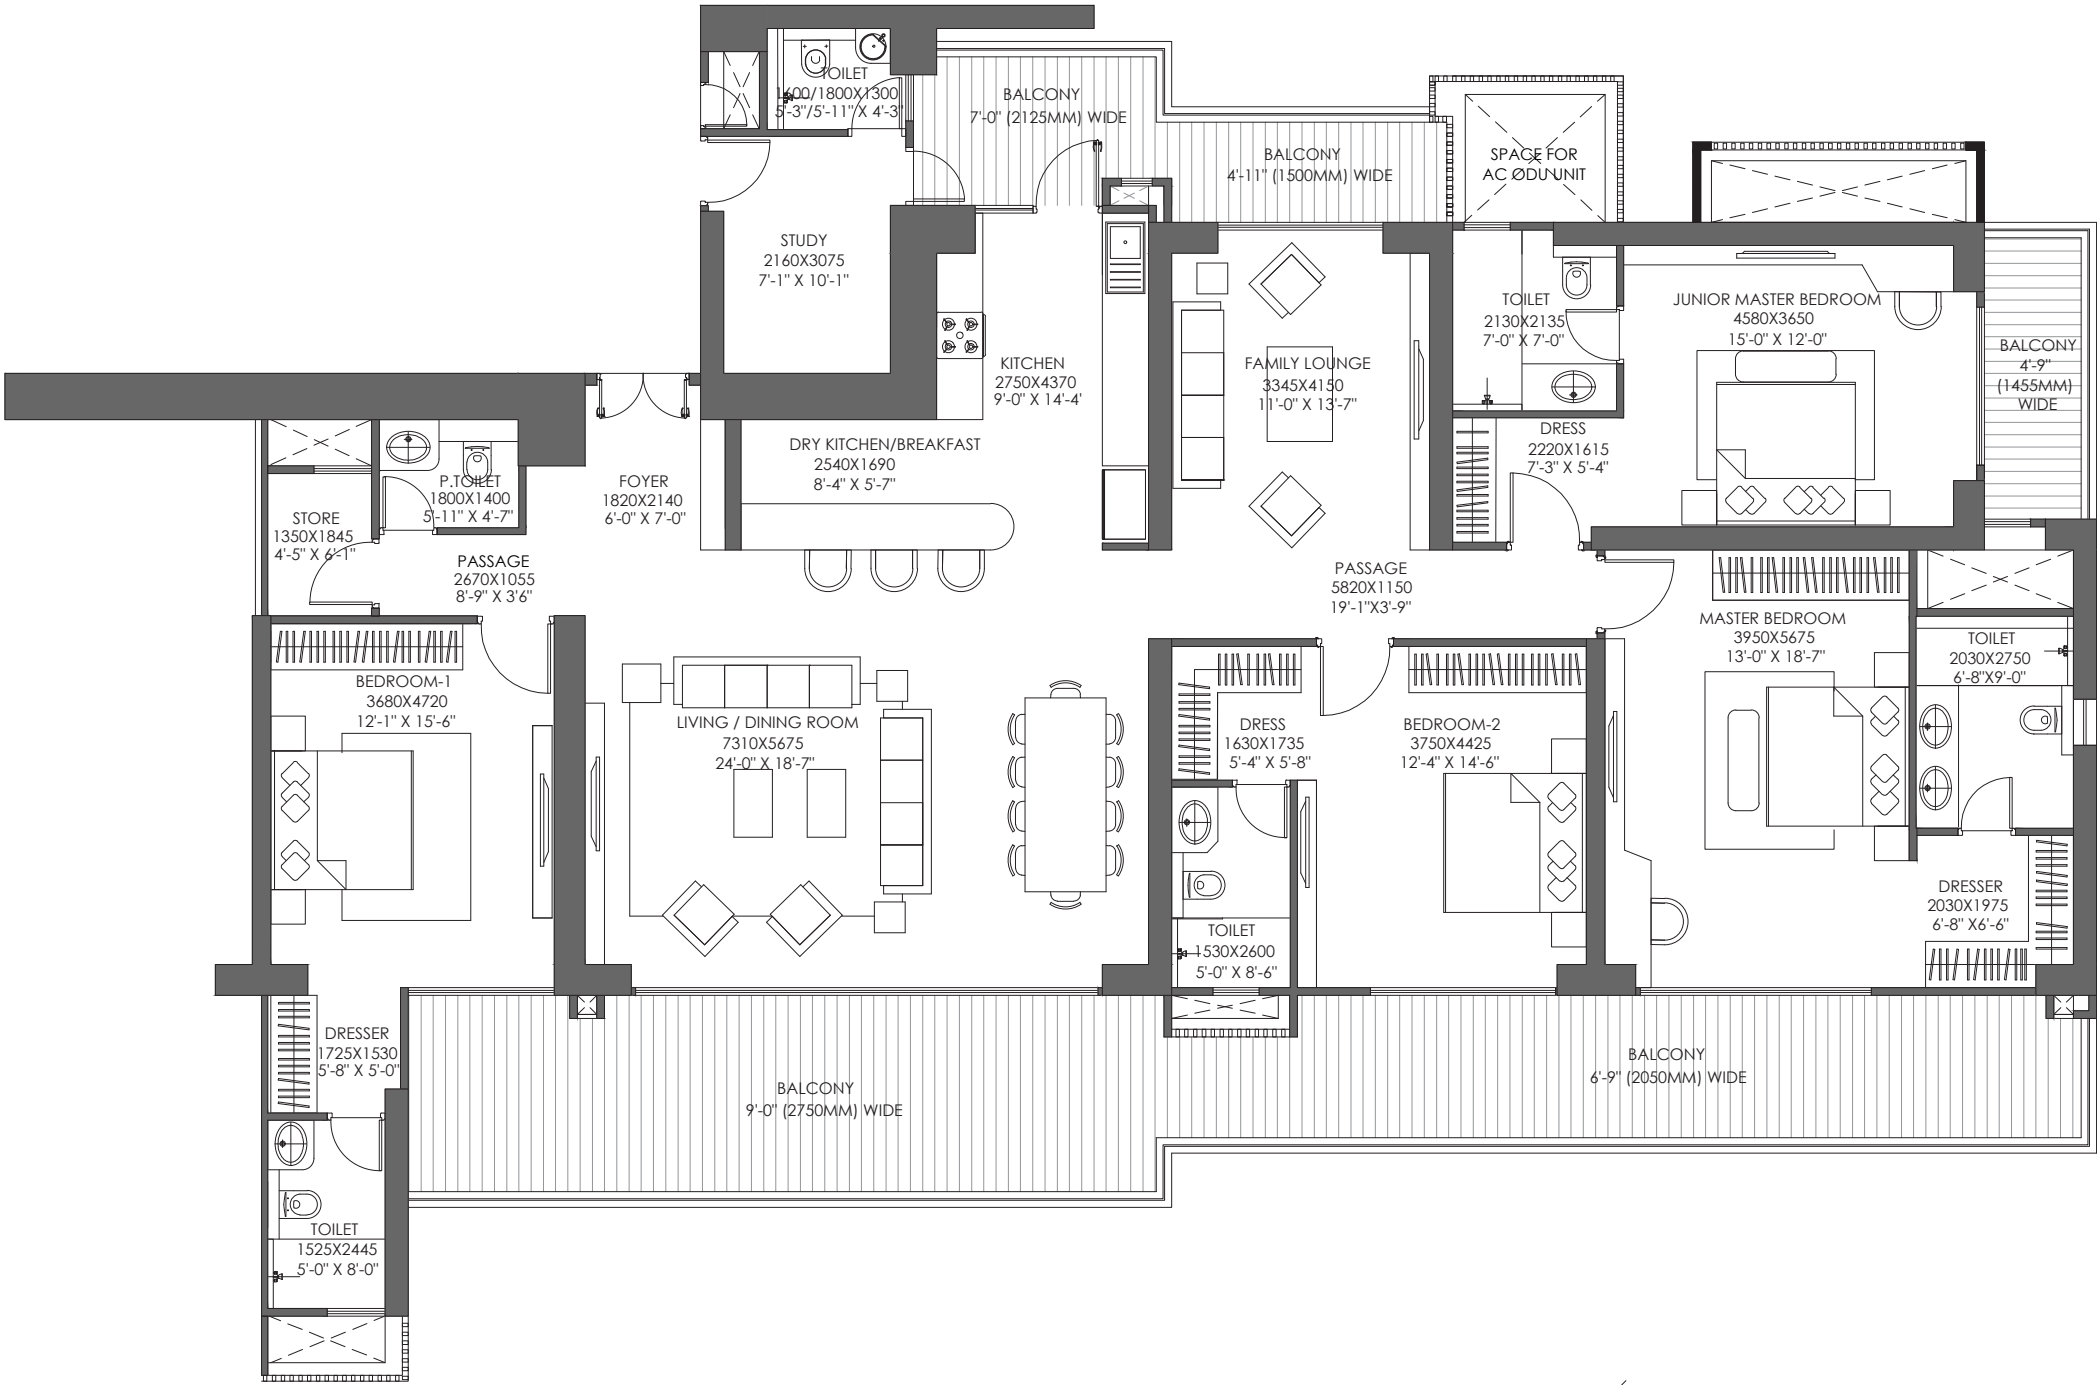 TOILET
1600/1800X1300
5'-3"/5'-11" X 4'-3"
BALCONY
7'-0" (2125MM) WIDE
BALCONY
4'-11" (1500MM) WIDE
SPACE FOR
AC ODU UNIT
STUDY
2160X3075
7'-1" X 10'-1"
KITCHEN
2750X4370
9'-0" X 14'-4'
FAMILY LOUNGE
3345X4150
11'-0" X 13'-7"
TOILET
2130X2135
7'-0" X 7'-0"
JUNIOR MASTER BEDROOM
4580X3650
15'-0" X 12'-0"
BALCONY
4'-9"
(1455MM)
WIDE
DRY KITCHEN/BREAKFAST
2540X1690
8'-4" X 5'-7"
DRESS
2220X1615
7'-3" X 5'-4"
P.TOILET
1800X1400
5'-11" X 4'-7"
FOYER
1820X2140
6'-0" X 7'-0"
STORE
1350X1845
4'-5" X 6'-1"
PASSAGE
2670X1055
8'-9" X 3'6"
PASSAGE
5820X1150
19'-1"X3'-9"
MASTER BEDROOM
3950X5675
13'-0" X 18'-7"
TOILET
2030X2750
6'-8"X9'-0"
BEDROOM-1
3680X4720
12'-1" X 15'-6"
LIVING / DINING ROOM
7310X5675
24'-0" X 18'-7"
DRESS
1630X1735
5'-4" X 5'-8"
BEDROOM-2
3750X4425
12'-4" X 14'-6"
DRESSER
2030X1975
6'-8" X6'-6"
TOILET
1530X2600
5'-0" X 8'-6"
DRESSER
1725X1530
5'-8" X 5'-0"
BALCONY
9'-0" (2750MM) WIDE
BALCONY
6'-9" (2050MM) WIDE
TOILET
1525X2445
5'-0" X 8'-0"